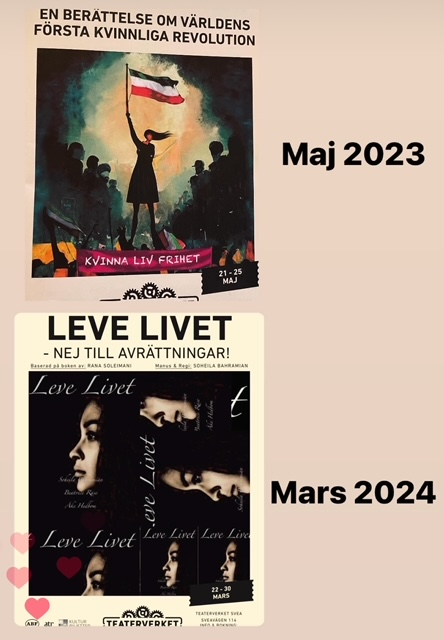 EN BERÄTTELSE OM VÄRLDENS
FÖRSTA KVINNLIGA REVOLUTION
KVINNA LIV FRIHET
21 - 25
MAJ
Maj 2023
LEVE LIVET
- NEJ TILL AVRÄTTNINGAR!
Baserad på boken av: RANA SOLEIMANI
Manus & Regi: SOHEILA BAHRAMIAN
Leve Livet
Leve Livet
Leve Livet
Leve Livet
Leve Livet
22 - 30
MARS
Mars 2024
ABF
atr
KULTUR
TEATERVERKET
TEATERVERKET SVEA
SVEAVÄGEN 114
INFO & BOKNING